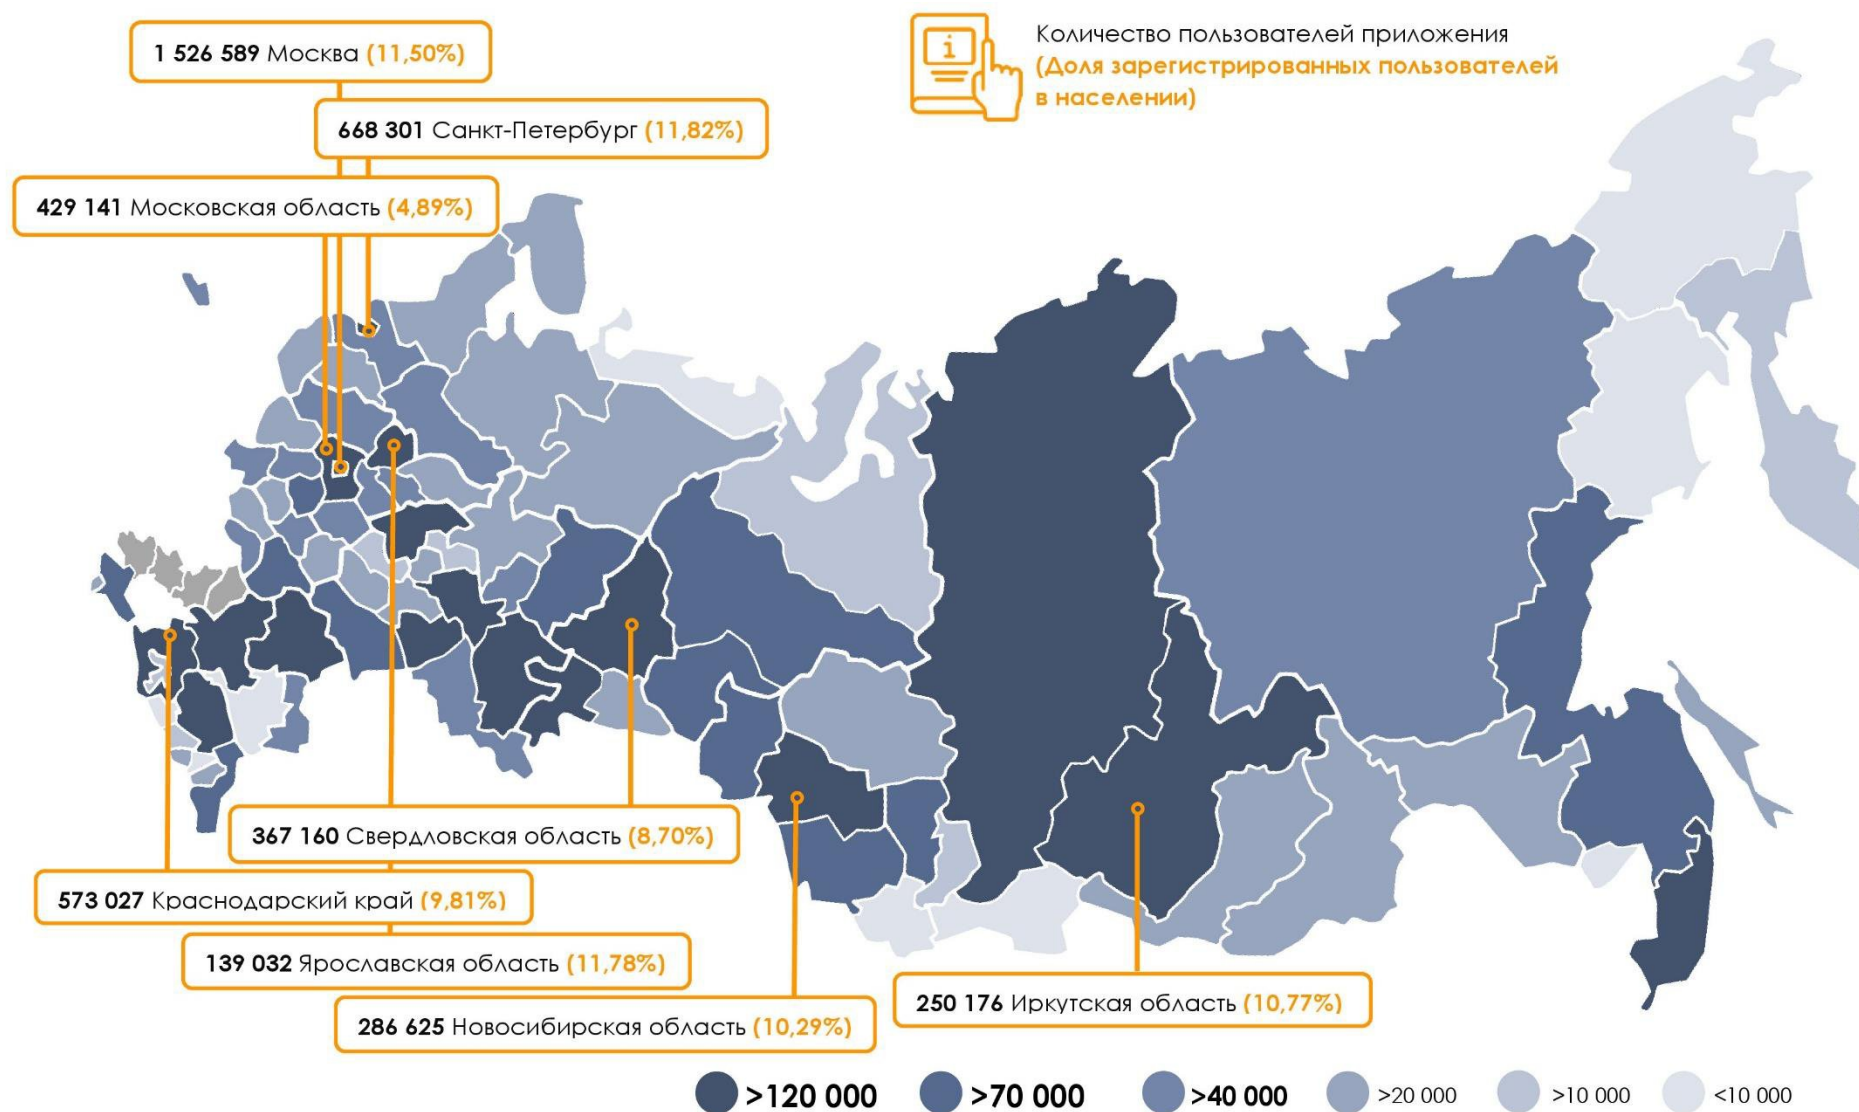 1 526 589 Москва (11,50%)
Количество пользователей приложения
(Доля зарегистрированных пользователей
в населении)
668 301 Санкт-Петербург (11,82%)
429 141 Московская область (4,89%)
367 160 Свердловская область (8,70%)
573 027 Краснодарский край (9,81%)
139 032 Ярославская область (11,78%)
250 176 Иркутская область (10,77%)
286 625 Новосибирская область (10,29%)
>120 000 >70 000 >40 000 >20 000 >10 000 <10 000